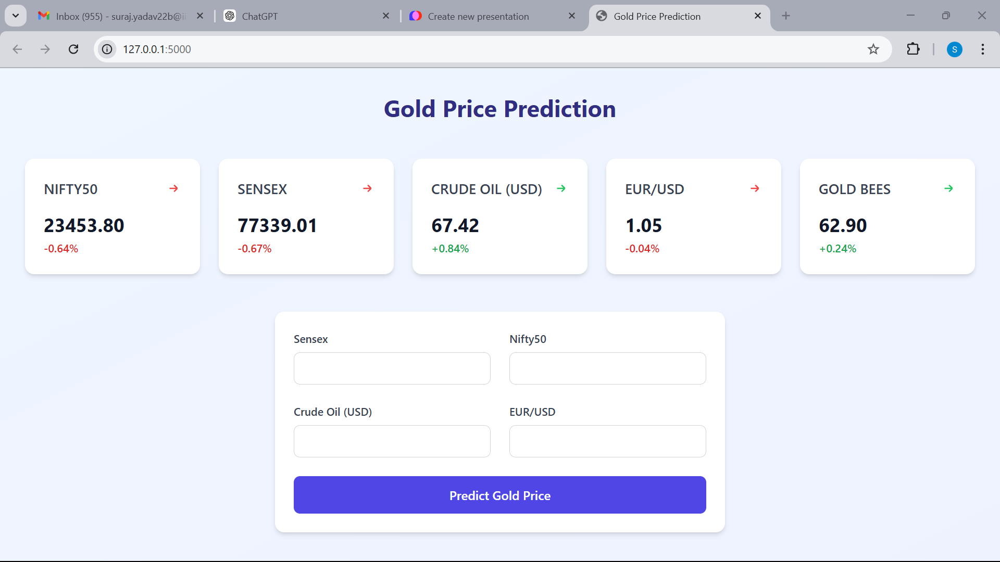 Inbox (955) - suraj.yadav22b@ii
ChatGPT
Create new presentation
Gold Price Prediction
127.0.0.1:5000
S
Gold Price Prediction
NIFTY50
23453.80
-0.64%
SENSEX
77339.01
-0.67%
CRUDE OIL (USD)
67.42
+0.84%
EUR/USD
1.05
-0.04%
GOLD BEES
62.90
+0.24%
Sensex
Nifty50
Crude Oil (USD)
EUR/USD
Predict Gold Price